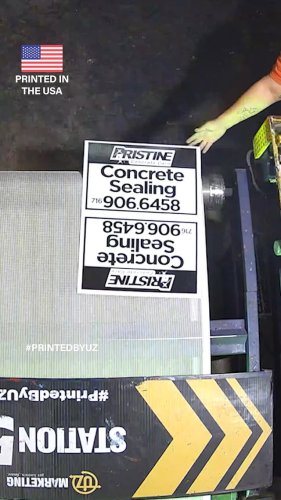 PRINTED IN
THE USA
PRISTINE
Concrete
Sealing
716 906.6458
716 906.6458
Sealing
Concrete
PRISTINE
#PRINTEDBYUZ
#PrintedByUZ
STATION 5
UZ MARKETING